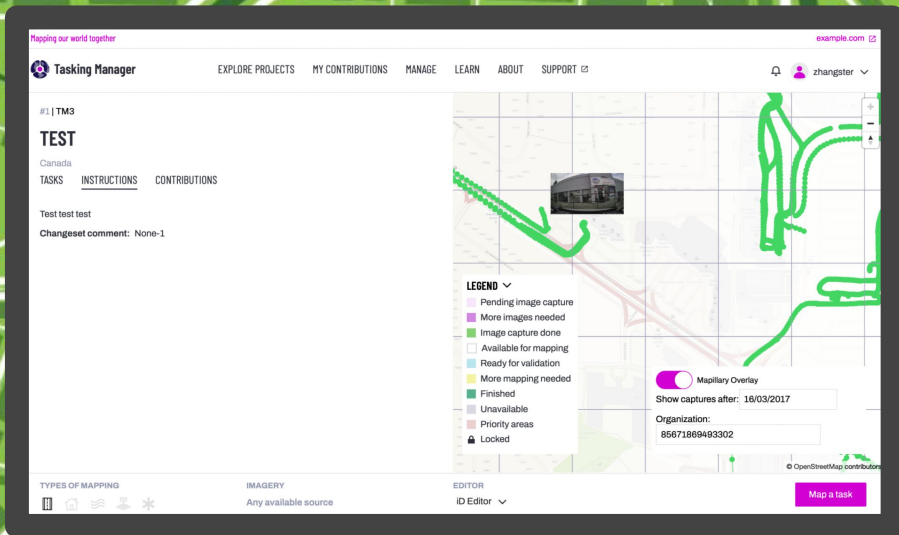 Mapping our world together
example.com
Tasking Manager
EXPLORE PROJECTS MY CONTRIBUTIONS MANAGE LEARN ABOUT SUPPORT
zhangster
#1 | TM3
TEST
Canada
TASKS INSTRUCTIONS CONTRIBUTIONS
Test test test
Changeset comment: None-1
LEGEND
Pending image capture
More images needed
Image capture done
Available for mapping
Ready for validation
More mapping needed
Finished
Unavailable
Priority areas
Locked
Mapillary Overlay
Show captures after: 16/03/2017
Organization:
85671869493302
© OpenStreetMap contributors
TYPES OF MAPPING
IMAGERY
Any available source
EDITOR
iD Editor
Map a task